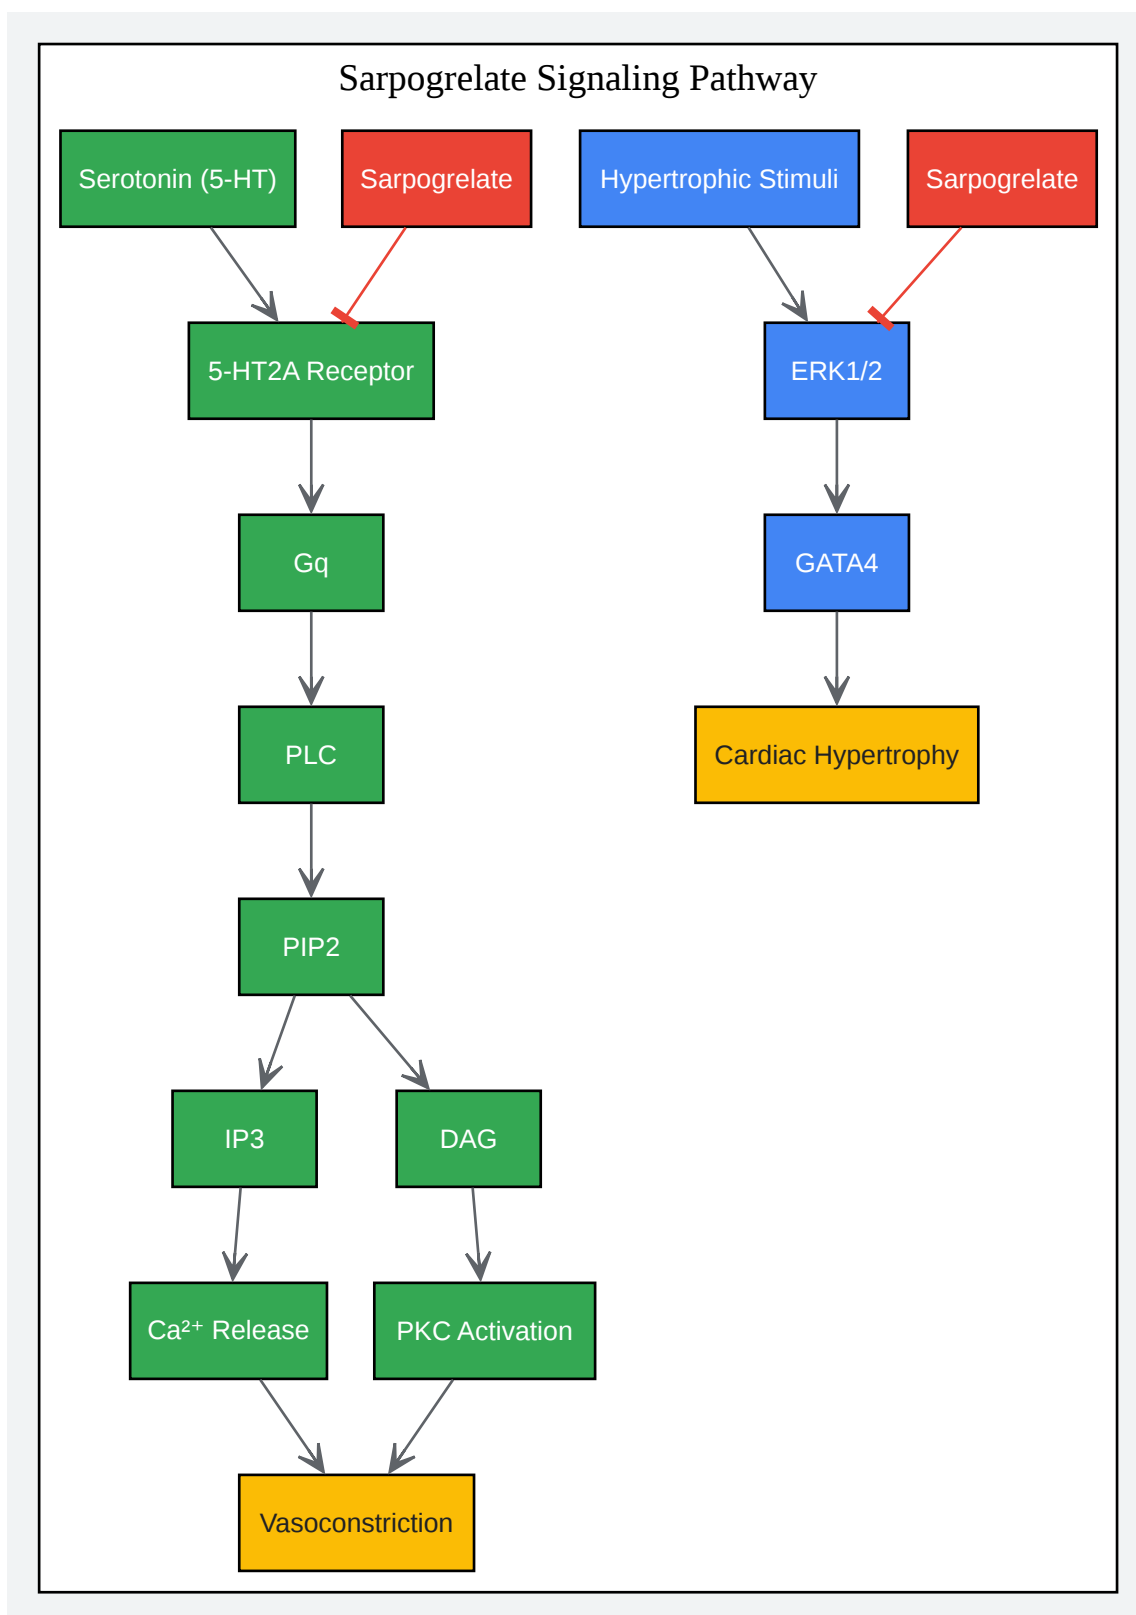 Sarpogrelate Signaling Pathway
Serotonin (5-HT)
Sarpogrelate
Hypertrophic Stimuli
Sarpogrelate
5-HT2A Receptor
ERK1/2
Gq
GATA4
PLC
Cardiac Hypertrophy
PIP2
IP3
DAG
Ca²⁺ Release
PKC Activation
Vasoconstriction